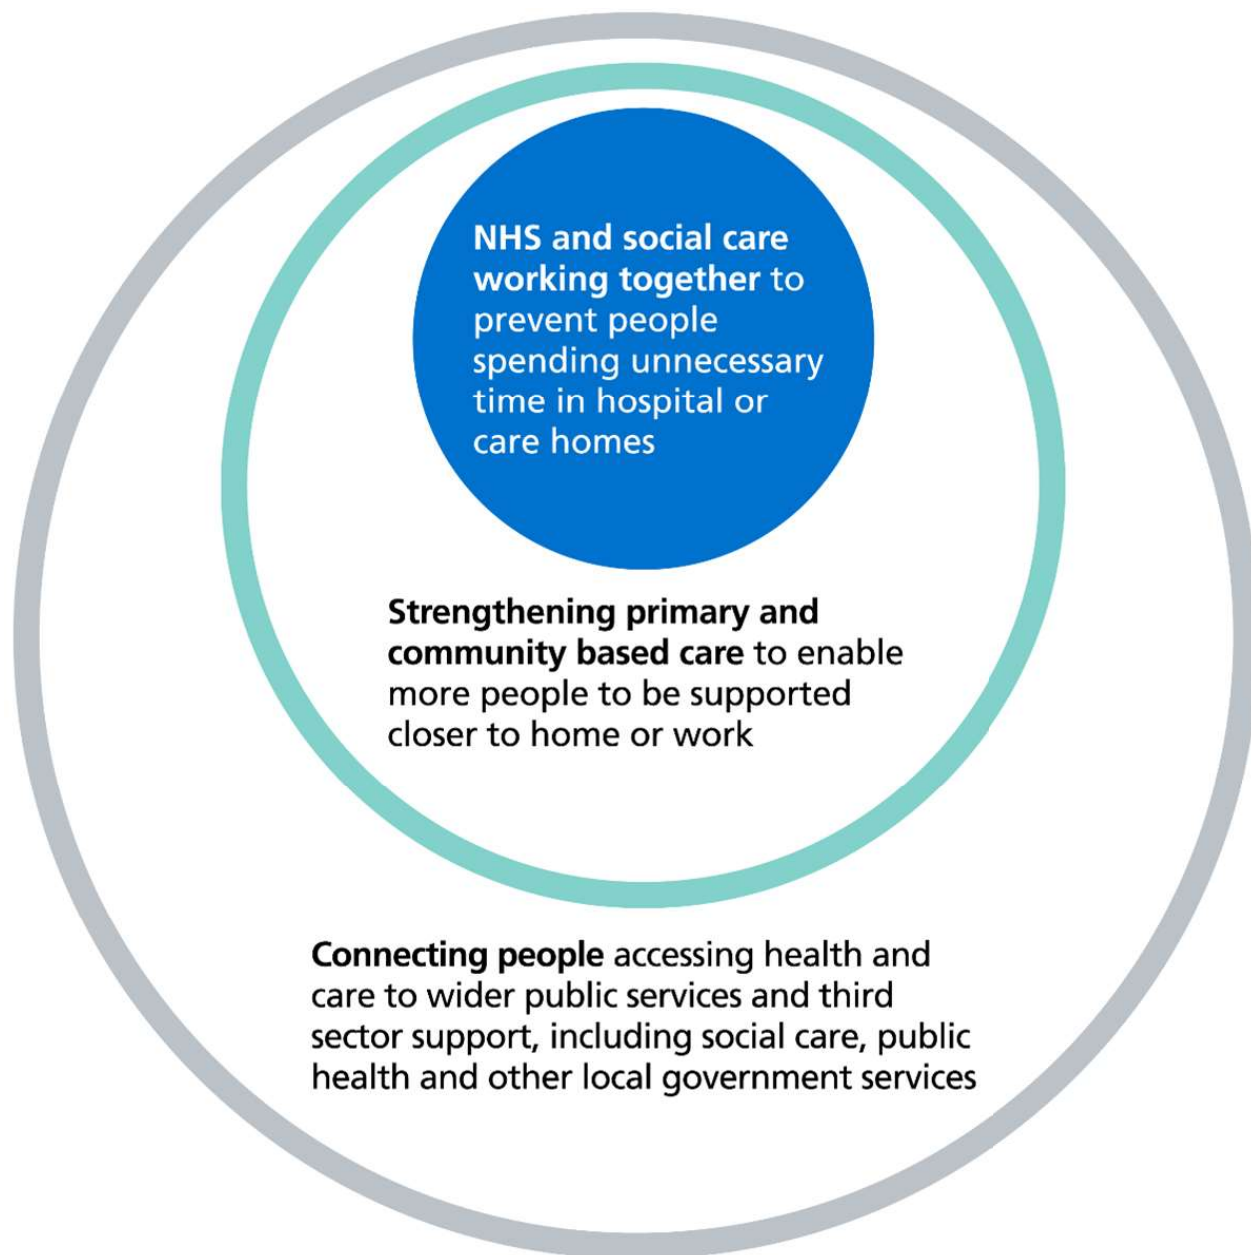 NHS and social care
working together to
prevent people
spending unnecessary
time in hospital or
care homes
Strengthening primary and
community based care to enable
more people to be supported
closer to home or work
Connecting people accessing health and
care to wider public services and third
sector support, including social care, public
health and other local government services